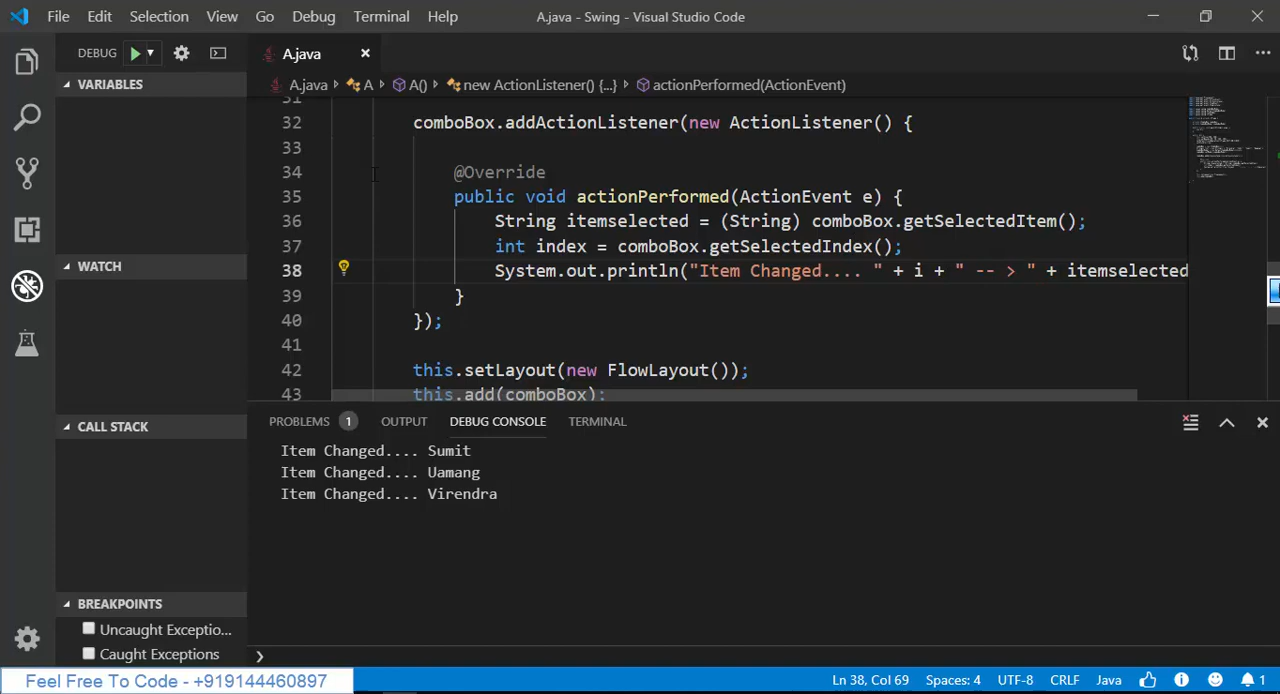 File Edit Selection View Go Debug Terminal Help A.java - Swing - Visual Studio Code
DEBUG A.java
VARIABLES
A.java A A() new ActionListener() {...} actionPerformed(ActionEvent)
31
32 comboBox.addActionListener(new ActionListener() {
33
34 @Override
35 public void actionPerformed(ActionEvent e) {
36 String itemselected = (String) comboBox.getSelectedItem();
37 int index = comboBox.getSelectedIndex();
38 System.out.println("Item Changed.... " + i + " -- > " + itemselected
39 }
40 });
41
42 this.setLayout(new FlowLayout());
43 this.add(comboBox);
WATCH
CALL STACK
BREAKPOINTS
Uncaught Exceptio...
Caught Exceptions
PROBLEMS 1 OUTPUT DEBUG CONSOLE TERMINAL
Item Changed.... Sumit
Item Changed.... Uamang
Item Changed.... Virendra
Feel Free To Code - +919144460897
Ln 38, Col 69 Spaces: 4 UTF-8 CRLF Java 1